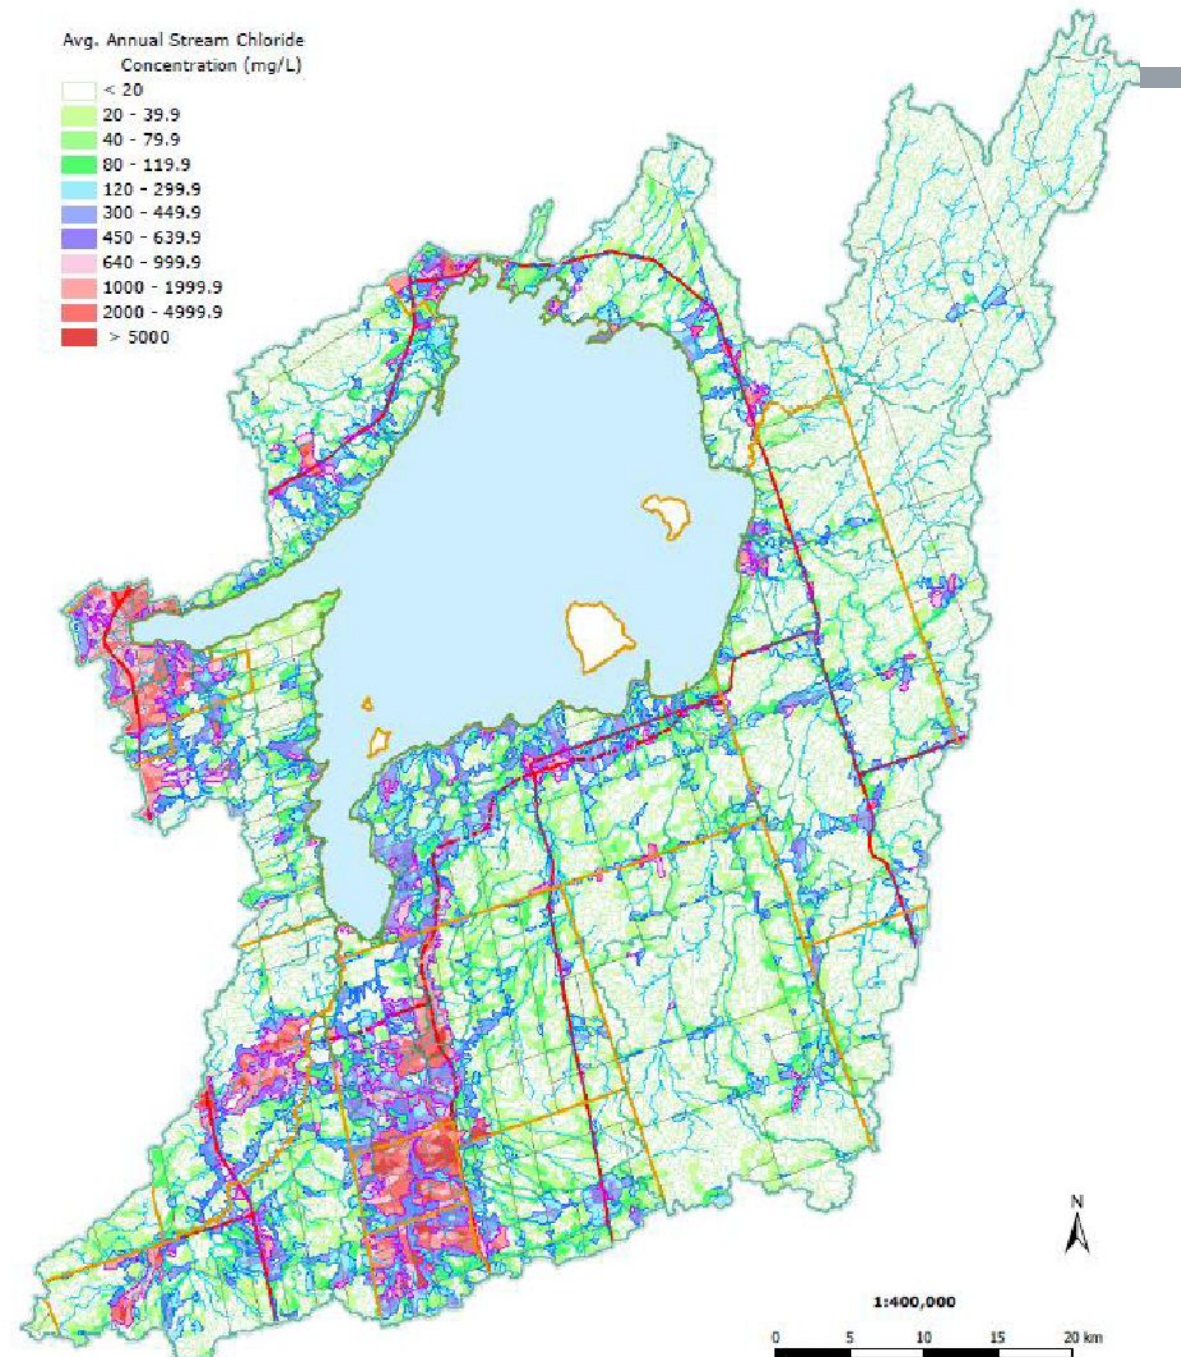 Avg. Annual Stream Chloride
Concentration (mg/L)
< 20
20 - 39.9
40 - 79.9
80 - 119.9
120 - 299.9
300 - 449.9
450 - 639.9
640 - 999.9
1000 - 1999.9
2000 - 4999.9
> 5000
N
1:400,000
0 5 10 15 20 km